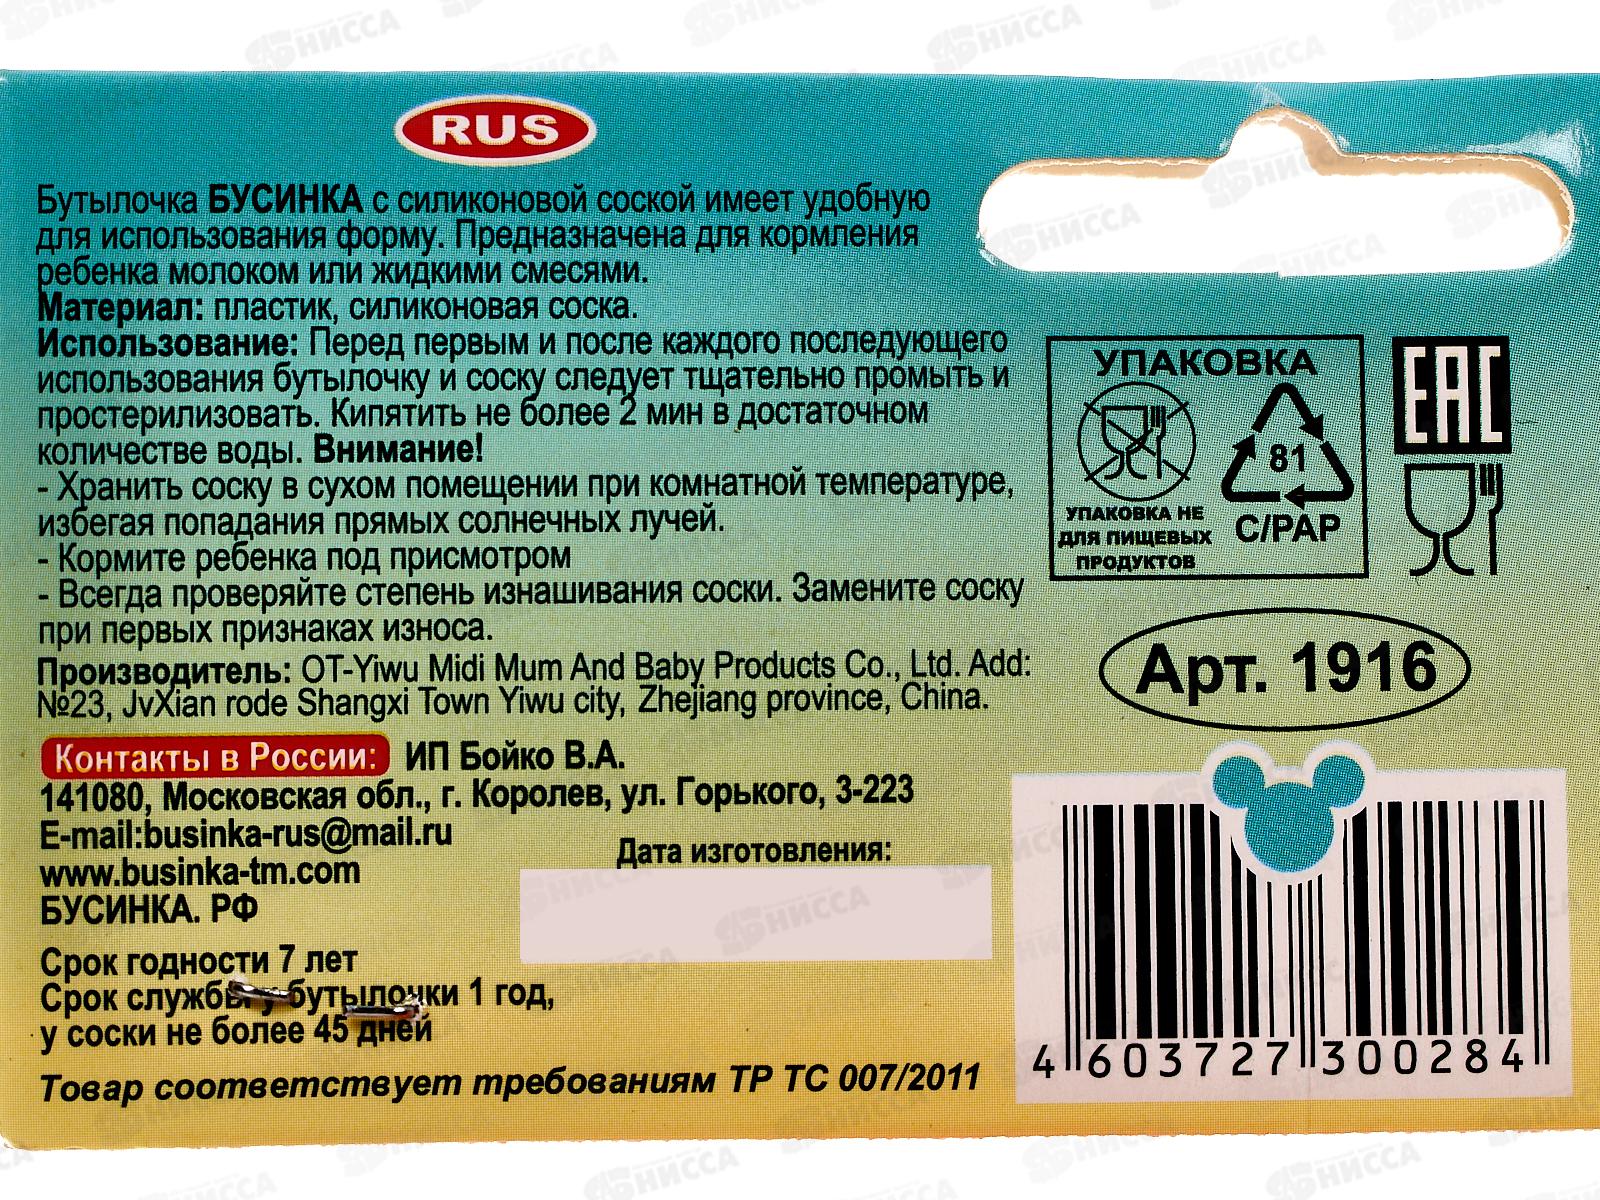 RUS
Бутылочка БУСИНКА с силиконовой соской имеет удобную
для использования форму. Предназначена для кормления
ребенка молоком или жидкими смесями.
Материал: пластик, силиконовая соска.
Использование: Перед первым и после каждого последующего
использования бутылочку и соску следует тщательно промыть и
простерилизовать. Кипятить не более 2 мин в достаточном
количестве воды. Внимание!
- Хранить соску в сухом помещении при комнатной температуре,
избегая попадания прямых солнечных лучей.
- Кормите ребенка под присмотром
- Всегда проверяйте степень изнашивания соски. Замените соску
при первых признаках износа.
Производитель: OT-Yiwu Midi Mum And Baby Products Co., Ltd. Add:
№23, JvXian rode Shangxi Town Yiwu city, Zhejiang province, China.
Контакты в России: ИП Бойко В.А.
141080, Московская обл., г. Королев, ул. Горького, 3-223
E-mail:businka-rus@mail.ru
www.businka-tm.com
БУСИНКА. РФ
Дата изготовления:
Срок годности 7 лет
Срок службы у бутылочки 1 год,
у соски не более 45 дней
Товар соответствует требованиям ТР ТС 007/2011
УПАКОВКА
81
C/PAP
УПАКОВКА НЕ
ДЛЯ ПИЩЕВЫХ
ПРОДУКТОВ
EAC
Арт. 1916
4 603727 300284
АБНИССА